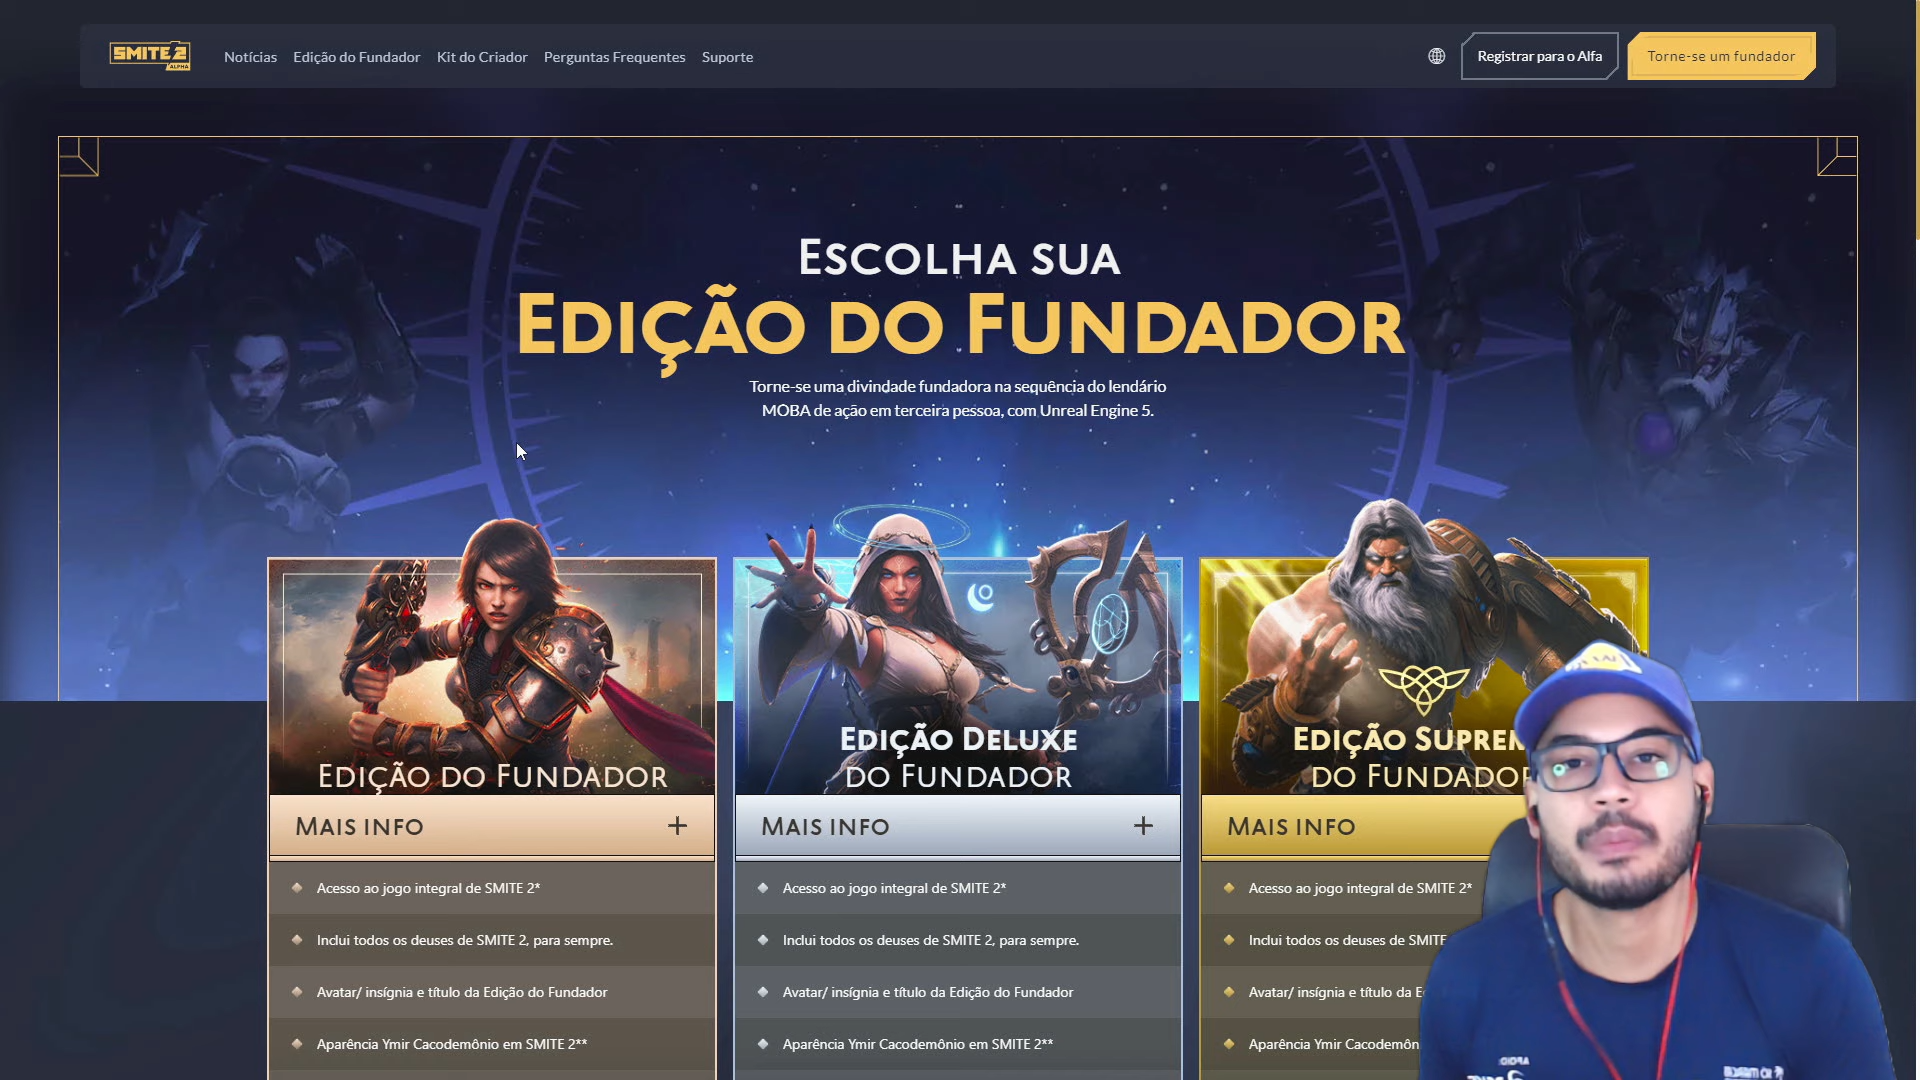 SMITE 2
ALPHA
Notícias
Edição do Fundador
Kit do Criador
Perguntas Frequentes
Suporte
Registrar para o Alfa
Torne-se um fundador
Escolha sua
Edição do Fundador
Torne-se uma divindade fundadora na sequência do lendário
MOBA de ação em terceira pessoa, com Unreal Engine 5.
Edição do Fundador
Mais info
Acesso ao jogo integral de SMITE 2*
Inclui todos os deuses de SMITE 2, para sempre.
Avatar/ insígnia e título da Edição do Fundador
Aparência Ymir Cacodemônio em SMITE 2**
Edição Deluxe
do Fundador
Mais info
Acesso ao jogo integral de SMITE 2*
Inclui todos os deuses de SMITE 2, para sempre.
Avatar/ insígnia e título da Edição do Fundador
Aparência Ymir Cacodemônio em SMITE 2**
Edição
do Fundador
Mais info
Acesso ao jogo integral de SMITE 2*
Inclui todos os deuses de SMITE
Avatar/ insígnia e título da
Aparência Ymir